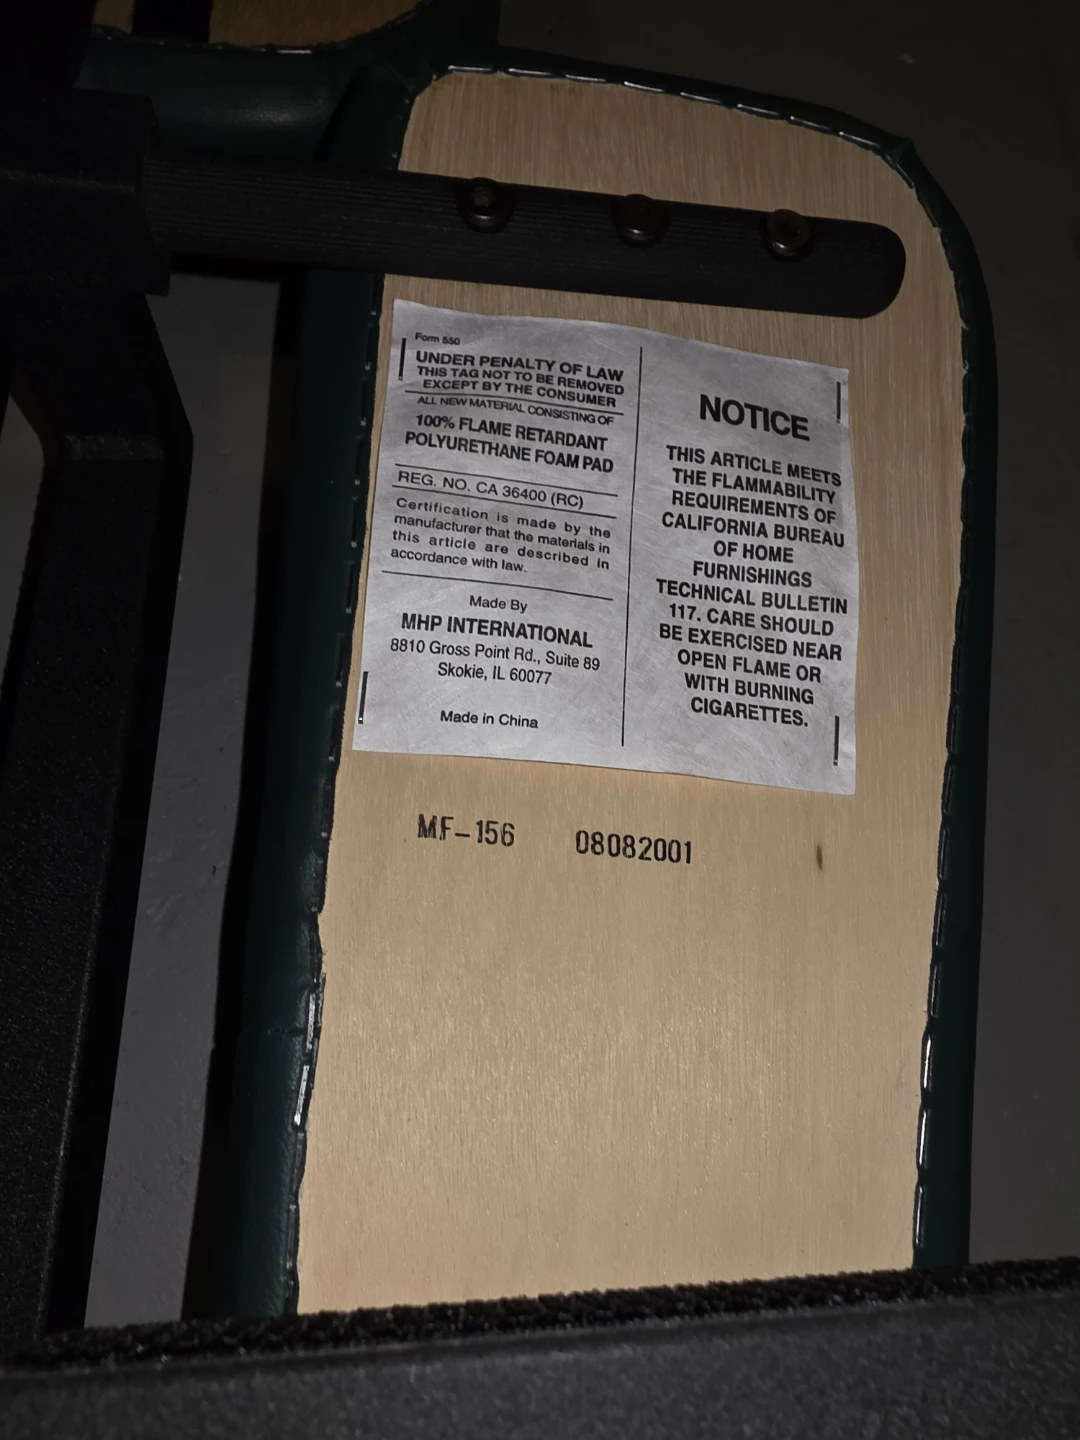 Form 550
UNDER PENALTY OF LAW
THIS TAG NOT TO BE REMOVED
EXCEPT BY THE CONSUMER
ALL NEW MATERIAL CONSISTING OF
100% FLAME RETARDANT
POLYURETHANE FOAM PAD
REG. NO. CA 36400 (RC)
Certification is made by the
manufacturer that the materials in
this article are described in
accordance with law.
Made By
MHP INTERNATIONAL
8810 Gross Point Rd., Suite 89
Skokie, IL 60077
Made in China
NOTICE
THIS ARTICLE MEETS
THE FLAMMABILITY
REQUIREMENTS OF
CALIFORNIA BUREAU
OF HOME
FURNISHINGS
TECHNICAL BULLETIN
117. CARE SHOULD
BE EXERCISED NEAR
OPEN FLAME OR
WITH BURNING
CIGARETTES.
MF-156 08082001